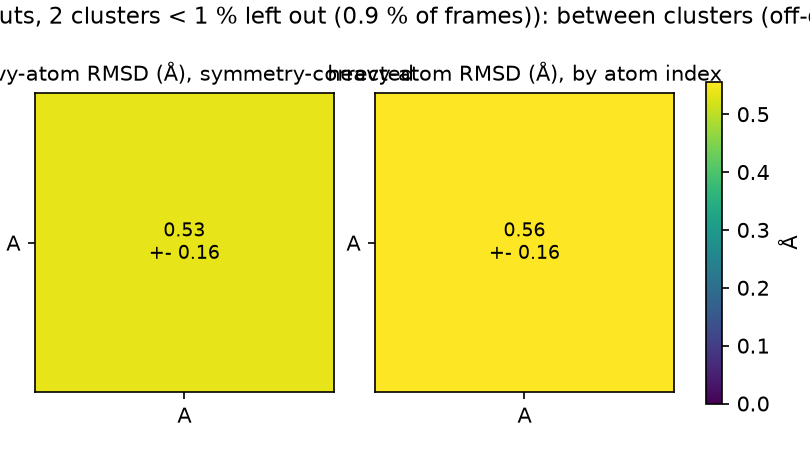 uts, 2 clusters < 1 % left out (0.9 % of frames)): between clusters (off-
vy-atom RMSD (Å), symmetry-corrected
heavy-atom RMSD (Å), by atom index
A
0.53
+- 0.16
A
A
0.56
+- 0.16
A
0.5
0.4
0.3
0.2
0.1
0.0
Å